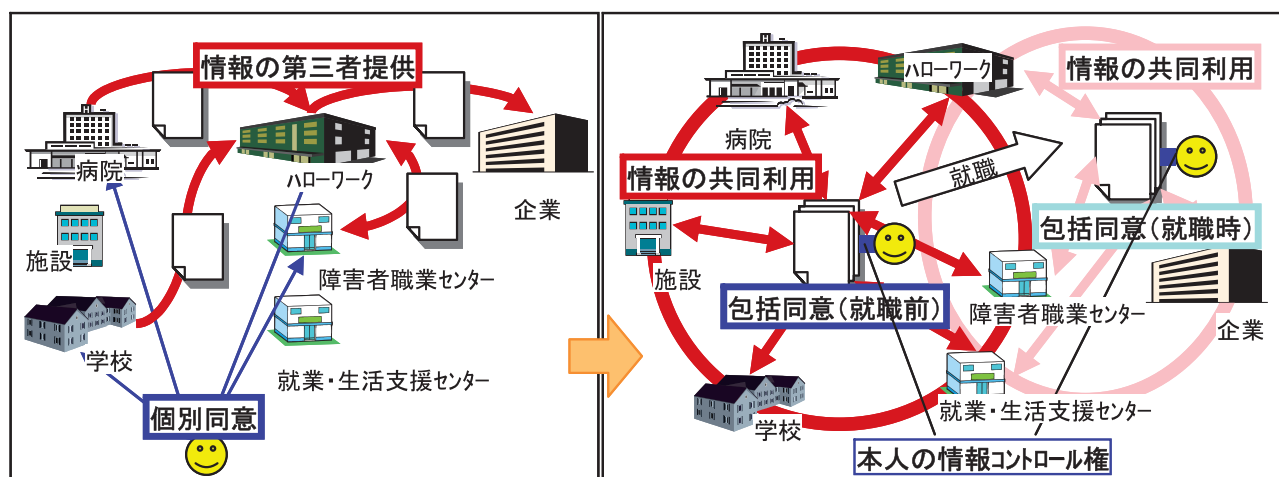 情報の第三者提供
病院
ハローワーク
企業
施設
障害者職業センター
学校
就業・生活支援センター
個別同意
ハローワーク
情報の共同利用
病院
就職
情報の共同利用
包括同意(就職時)
施設
包括同意(就職前)
障害者職業センター
企業
学校
就業・生活支援センター
本人の情報コントロール権